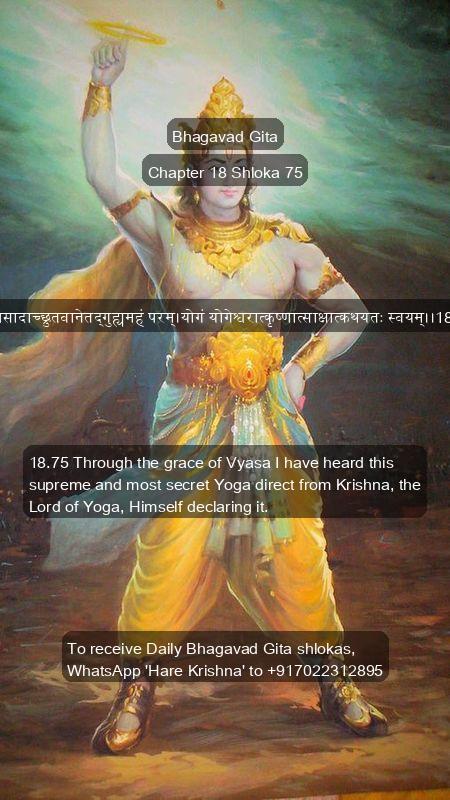 Bhagavad Gita
Chapter 18 Shloka 75
च्छ्रुतवानेतद्गुह्यमहं परम्।योगं योगेश्वरात्कृष्णात्साक्षात्कथयतः स्वयम्।।18
18.75 Through the grace of Vyasa I have heard this
supreme and most secret Yoga direct from Krishna, the
Lord of Yoga, Himself declaring it.
To receive Daily Bhagavad Gita shlokas,
WhatsApp 'Hare Krishna' to +917022312895